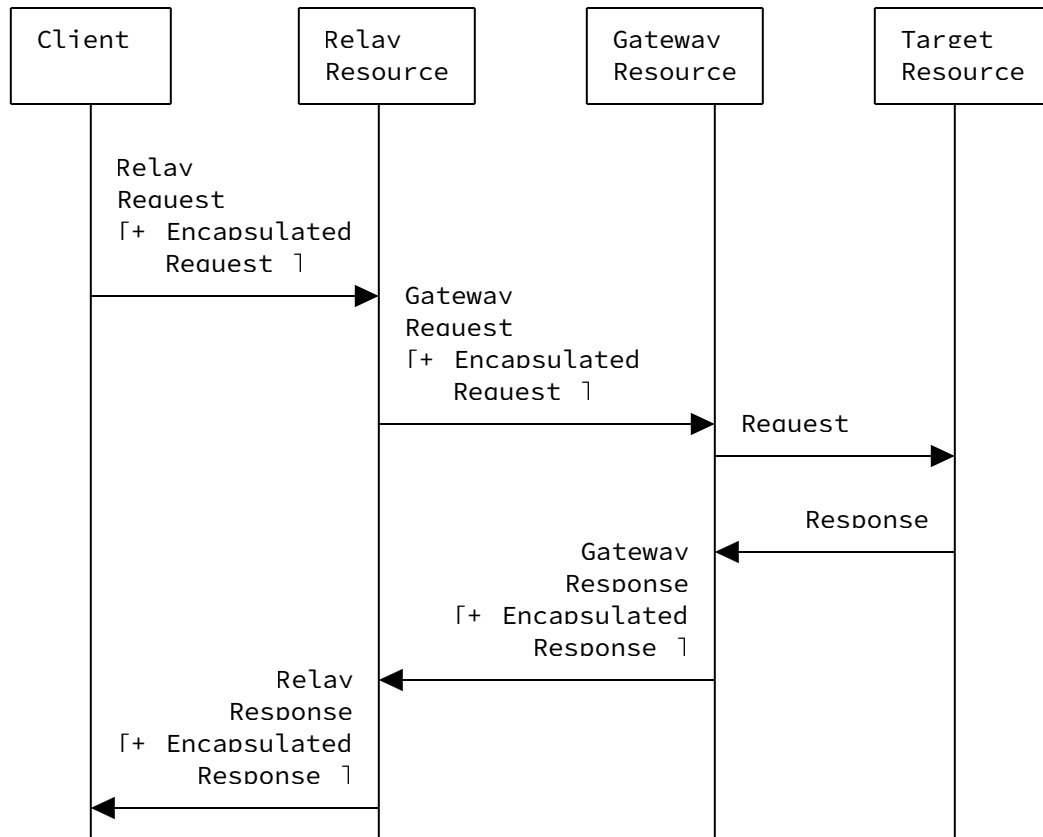 Client
Relay
Resource
Gateway
Resource
Target
Resource
Relay
Request
[+ Encapsulated
Request ]
Gateway
Request
[+ Encapsulated
Request ]
Request
Response
Gateway
Response
[+ Encapsulated
Response ]
Relay
Response
[+ Encapsulated
Response ]